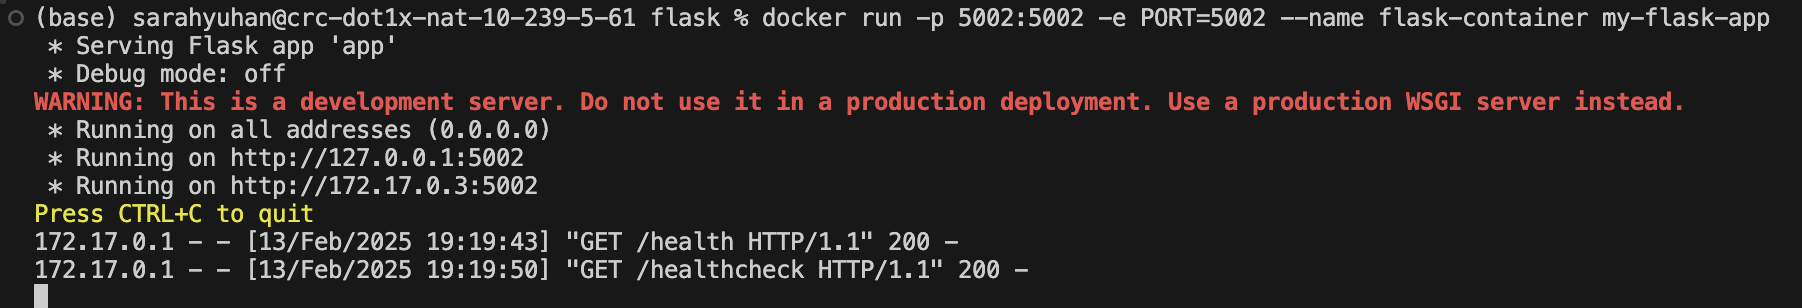 (base) sarahyuhan@crc-dot1x-nat-10-239-5-61 flask % docker run -p 5002:5002 -e PORT=5002 --name flask-container my-flask-app
 * Serving Flask app 'app'
 * Debug mode: off
WARNING: This is a development server. Do not use it in a production deployment. Use a production WSGI server instead.
 * Running on all addresses (0.0.0.0)
 * Running on http://127.0.0.1:5002
 * Running on http://172.17.0.3:5002
Press CTRL+C to quit
172.17.0.1 - - [13/Feb/2025 19:19:43] "GET /health HTTP/1.1" 200 -
172.17.0.1 - - [13/Feb/2025 19:19:50] "GET /healthcheck HTTP/1.1" 200 -